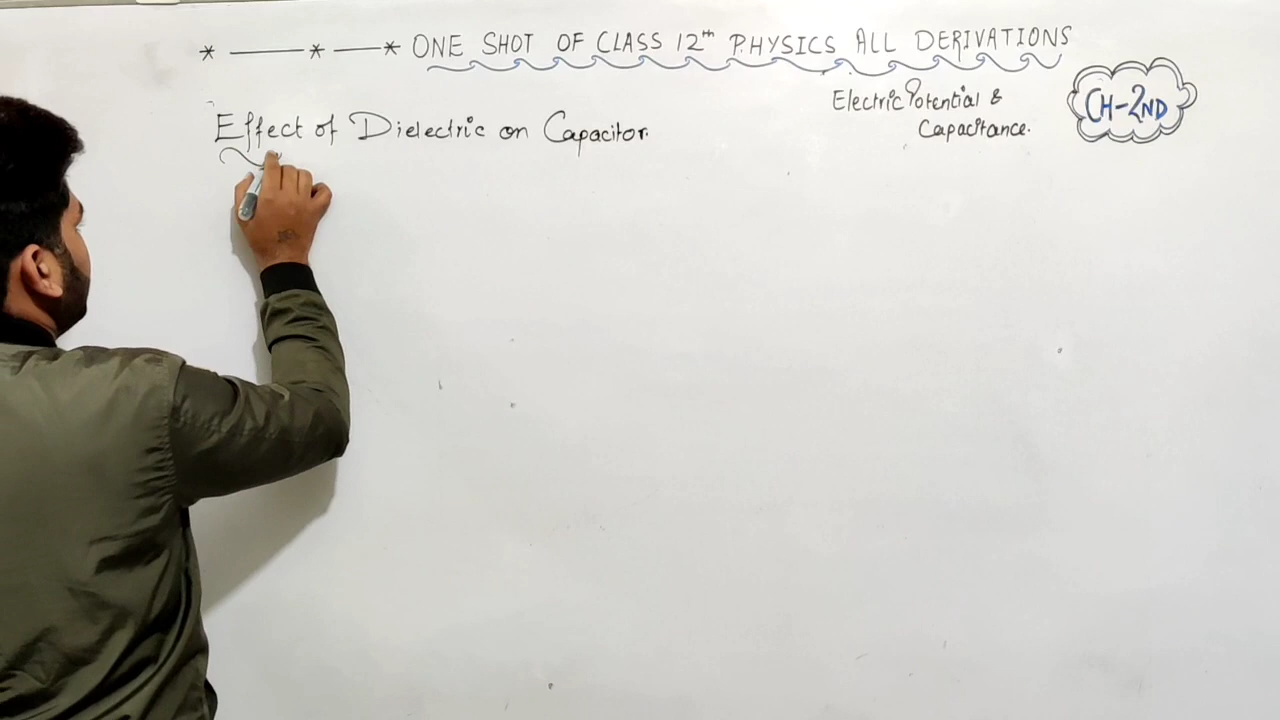 * —— * — * ONE SHOT OF CLASS 12th PHYSICS ALL DERIVATIONS
Electric Potential &
Capacitance.
CH-2ND
Effect of Dielectric on Capacitor.